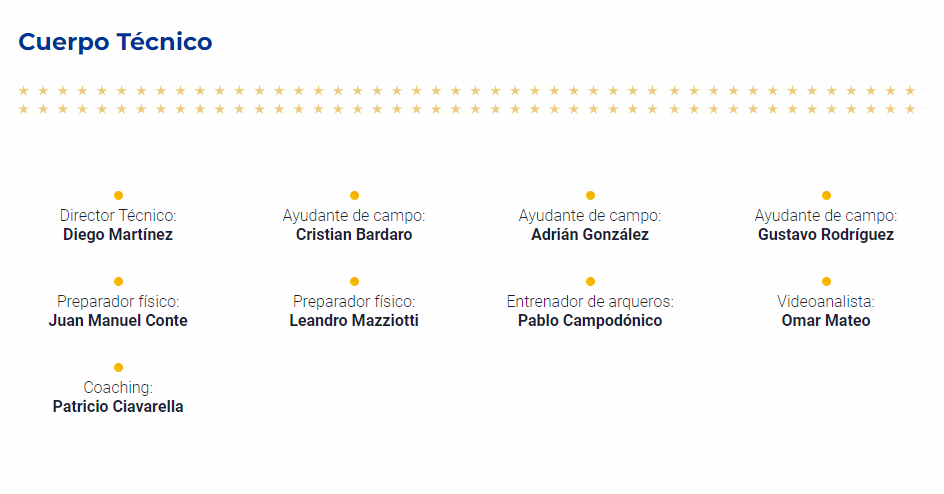 Cuerpo Técnico
Director Técnico:
Diego Martínez
Ayudante de campo:
Cristian Bardaro
Ayudante de campo:
Adrián González
Ayudante de campo:
Gustavo Rodríguez
Preparador físico:
Juan Manuel Conte
Preparador físico:
Leandro Mazziotti
Entrenador de arqueros:
Pablo Campodónico
Videoanalista:
Omar Mateo
Coaching:
Patricio Ciavarella